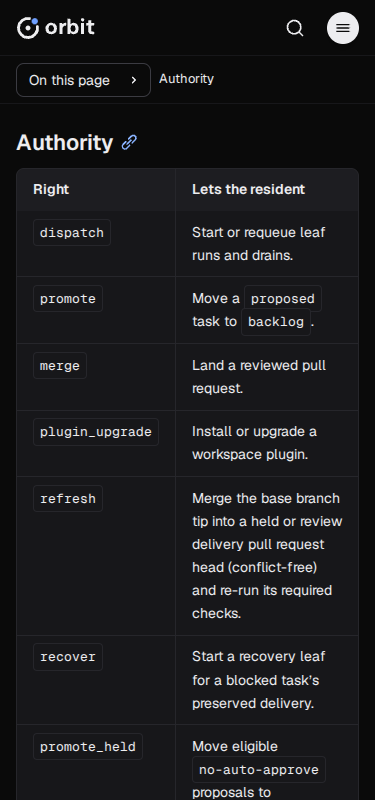 orbit
On this page
Authority
Authority
Right
Lets the resident
dispatch
Start or requeue leaf
runs and drains.
promote
Move a proposed
task to backlog.
merge
Land a reviewed pull
request.
plugin_upgrade
Install or upgrade a
workspace plugin.
refresh
Merge the base branch
tip into a held or review
delivery pull request
head (conflict-free)
and re-run its required
checks.
recover
Start a recovery leaf
for a blocked task's
preserved delivery.
promote_held
Move eligible
no-auto-approve
proposals to